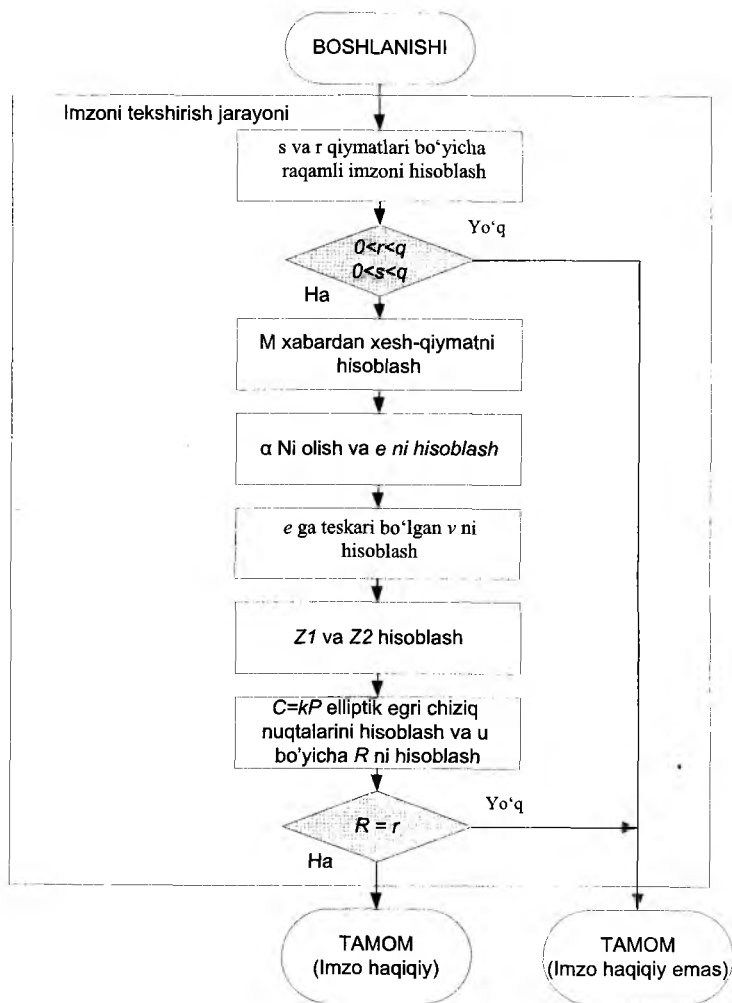 BOSHLANISHI
Imzoni tekshirish jarayoni
s va r qiymatlari bo‘yicha
raqamli imzoni hisoblash
Yo‘q
0<r<q
0<s<q
Ha
M xabardan xesh-qiymatni
hisoblash
α Ni olish va e ni hisoblash
e ga teskari bo‘lgan v ni
hisoblash
Z1 va Z2 hisoblash
C=kP elliptik egri chiziq
nuqtalarini hisoblash va u
bo'yicha R ni hisoblash
Yo‘q
R = r
Ha
TAMOM
(Imzo haqiqiy)
TAMOM
(Imzo haqiqiy emas)